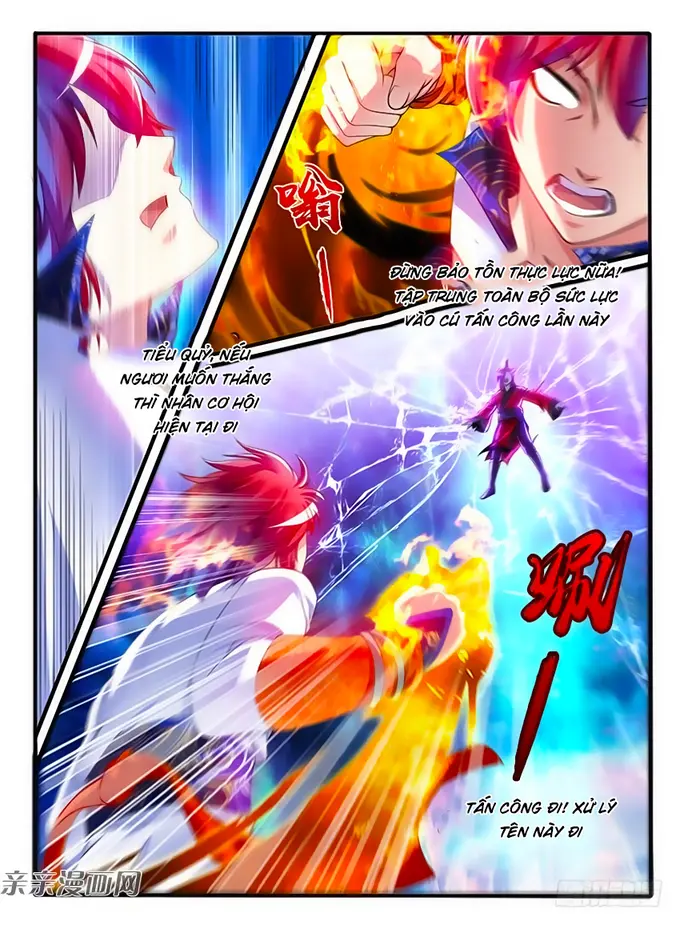 嗡
ĐỪNG BẢO TỒN THỰC LỰC NỮA!
TẬP TRUNG TOÀN BỘ SỨC LỰC
VÀO CÚ TẤN CÔNG LẦN NÀY
TIỂU QUỶ, NẾU
NGƯƠI MUỐN THẮNG
THÌ NHÂN CƠ HỘI
HIỆN TẠI ĐI
TẤN CÔNG ĐI! XỬ LÝ
TÊN NÀY ĐI
亲亲漫画网